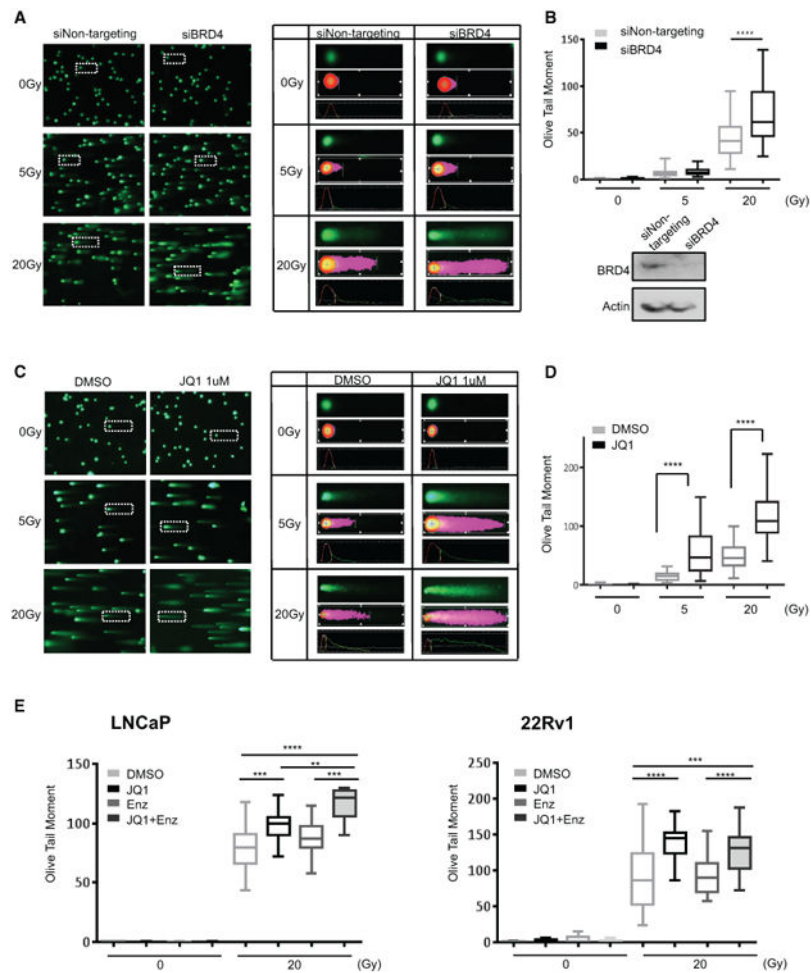 A
siNon-targeting siBRD4
0Gy
5Gy
20Gy
siNon-targeting siBRD4
0Gy
5Gy
20Gy
B
siNon-targeting
siBRD4
****
Olive Tail Moment
150
100
50
0
0 5 20 (Gy)
siNon-targeting siBRD4
BRD4
Actin
C
DMSO JQ1 1uM
0Gy
5Gy
20Gy
DMSO JQ1 1uM
0Gy
5Gy
20Gy
D
DMSO
JQ1
**** ****
Olive Tail Moment
200
100
0
0 5 20 (Gy)
E
LNCaP
DMSO
JQ1
Enz
JQ1+Enz
****
**
*** ***
Olive Tail Moment
150
100
50
0
0 20 (Gy)
22Rv1
DMSO
JQ1
Enz
JQ1+Enz
***
**** ****
Olive Tail Moment
250
200
150
100
50
0
0 20 (Gy)